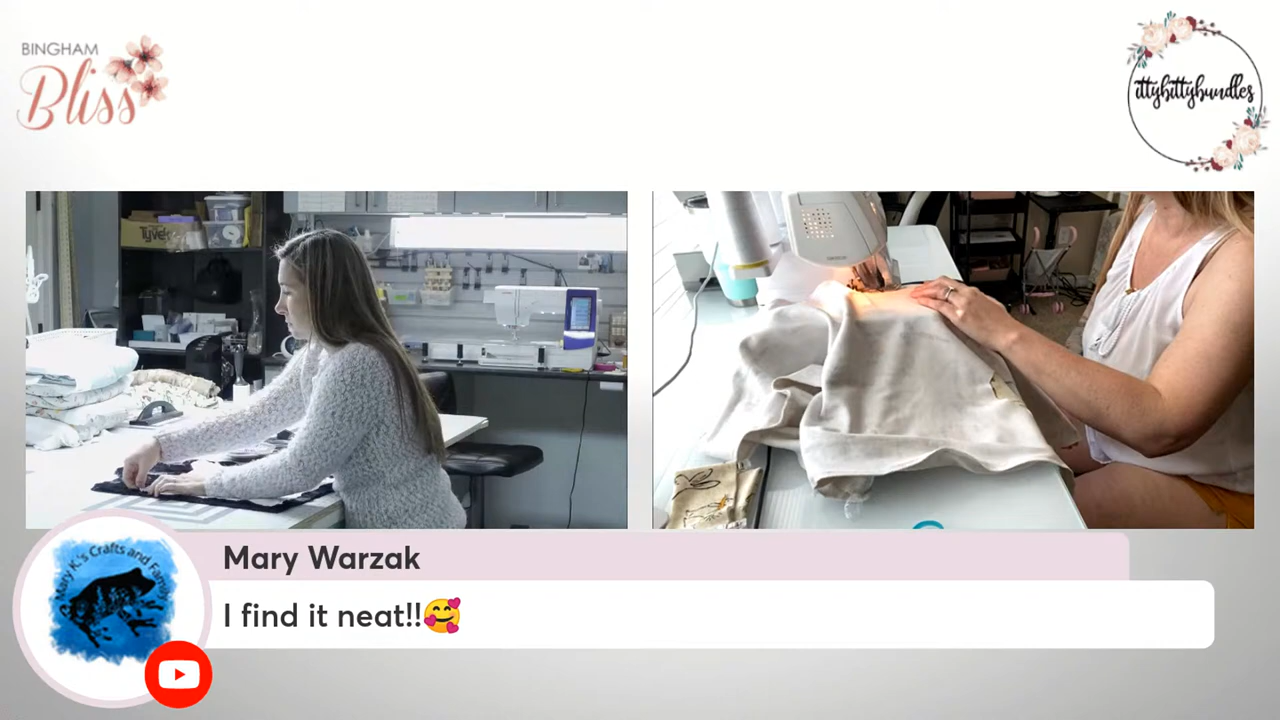 BINGHAM
Bliss
ittybittybundles
Tyvek
Mary K.'s Crafts and Family
Mary Warzak
I find it neat!!🥰